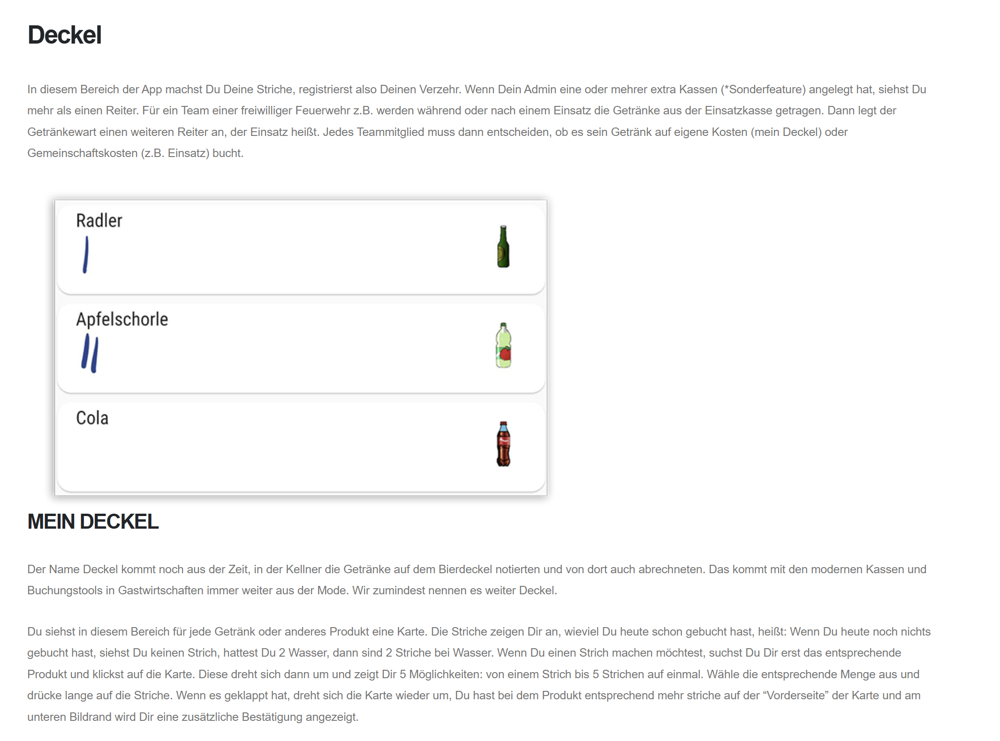 Deckel
In diesem Bereich der App machst Du Deine Striche, registrierst also Deinen Verzehr. Wenn Dein Admin eine oder mehrer extra Kassen (*Sonderfeature) angelegt hat, siehst Du
mehr als einen Reiter. Für ein Team einer freiwilliger Feuerwehr z.B. werden während oder nach einem Einsatz die Getränke aus der Einsatzkasse getragen. Dann legt der
Getränkewart einen weiteren Reiter an, der Einsatz heißt. Jedes Teammitglied muss dann entscheiden, ob es sein Getränk auf eigene Kosten (mein Deckel) oder
Gemeinschaftskosten (z.B. Einsatz) bucht.
Radler
Apfelschorle
Cola
MEIN DECKEL
Der Name Deckel kommt noch aus der Zeit, in der Kellner die Getränke auf dem Bierdeckel notierten und von dort auch abrechneten. Das kommt mit den modernen Kassen und
Buchungstools in Gastwirtschaften immer weiter aus der Mode. Wir zumindest nennen es weiter Deckel.
Du siehst in diesem Bereich für jede Getränk oder anderes Produkt eine Karte. Die Striche zeigen Dir an, wieviel Du heute schon gebucht hast, heißt: Wenn Du heute noch nichts
gebucht hast, siehst Du keinen Strich, hattest Du 2 Wasser, dann sind 2 Striche bei Wasser. Wenn Du einen Strich machen möchtest, suchst Du Dir erst das entsprechende
Produkt und klickst auf die Karte. Diese dreht sich dann um und zeigt Dir 5 Möglichkeiten: von einem Strich bis 5 Strichen auf einmal. Wähle die entsprechende Menge aus und
drücke lange auf die Striche. Wenn es geklappt hat, dreht sich die Karte wieder um, Du hast bei dem Produkt entsprechend mehr striche auf der “Vorderseite” der Karte und am
unteren Bildrand wird Dir eine zusätzliche Bestätigung angezeigt.